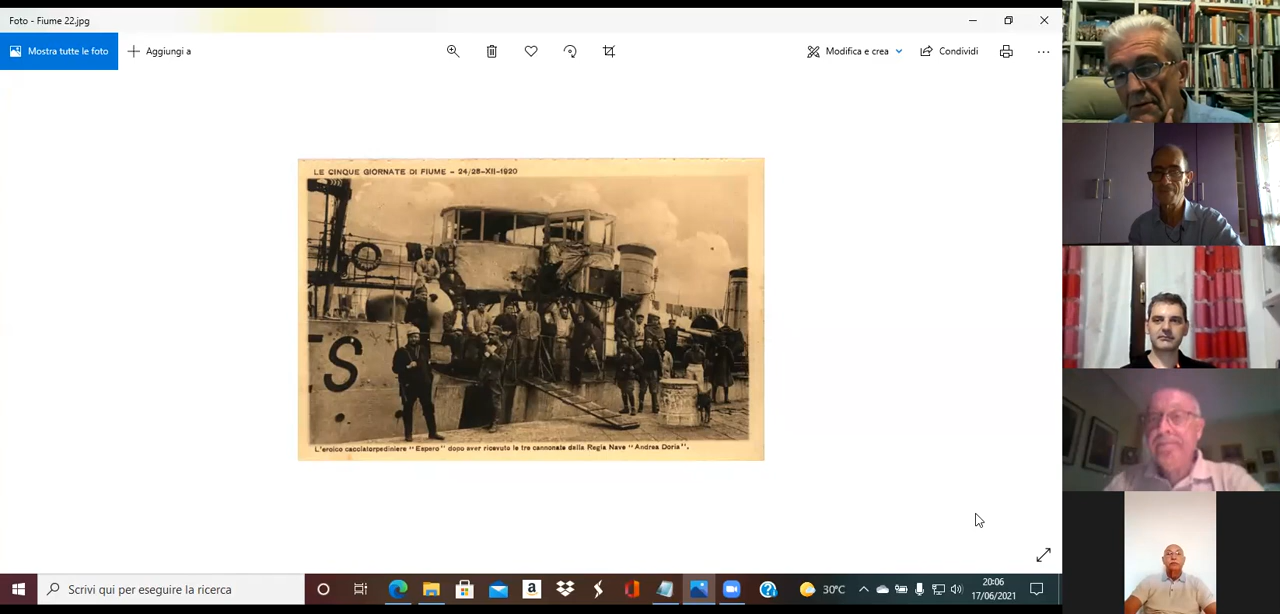 Foto - Fiume 22.jpg
Mostra tutte le foto
Aggiungi a
Modifica e crea
Condividi
LE CINQUE GIORNATE DI FIUME - 24/28-XII-1920
S
L'eroico cacciatorpediniere "Espero" dopo aver ricevuto le tre cannonate della Regia Nave "Andrea Doria".
Scrivi qui per eseguire la ricerca
30°C
20:06
17/06/2021